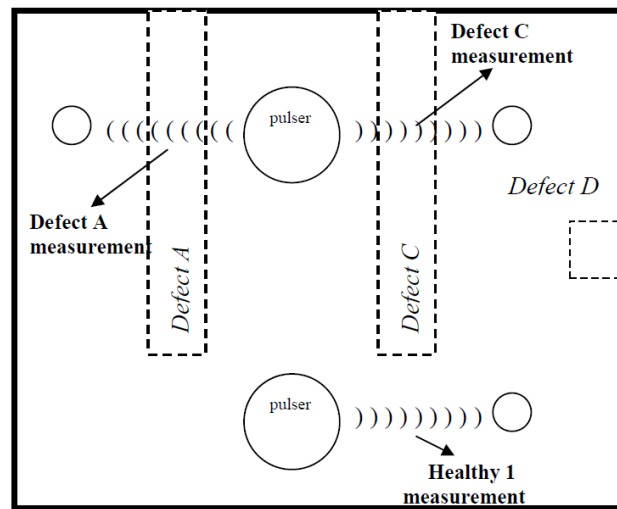 Defect C
measurement
pulser
Defect D
Defect A
measurement
Defect A
Defect C
pulser
Healthy 1
measurement